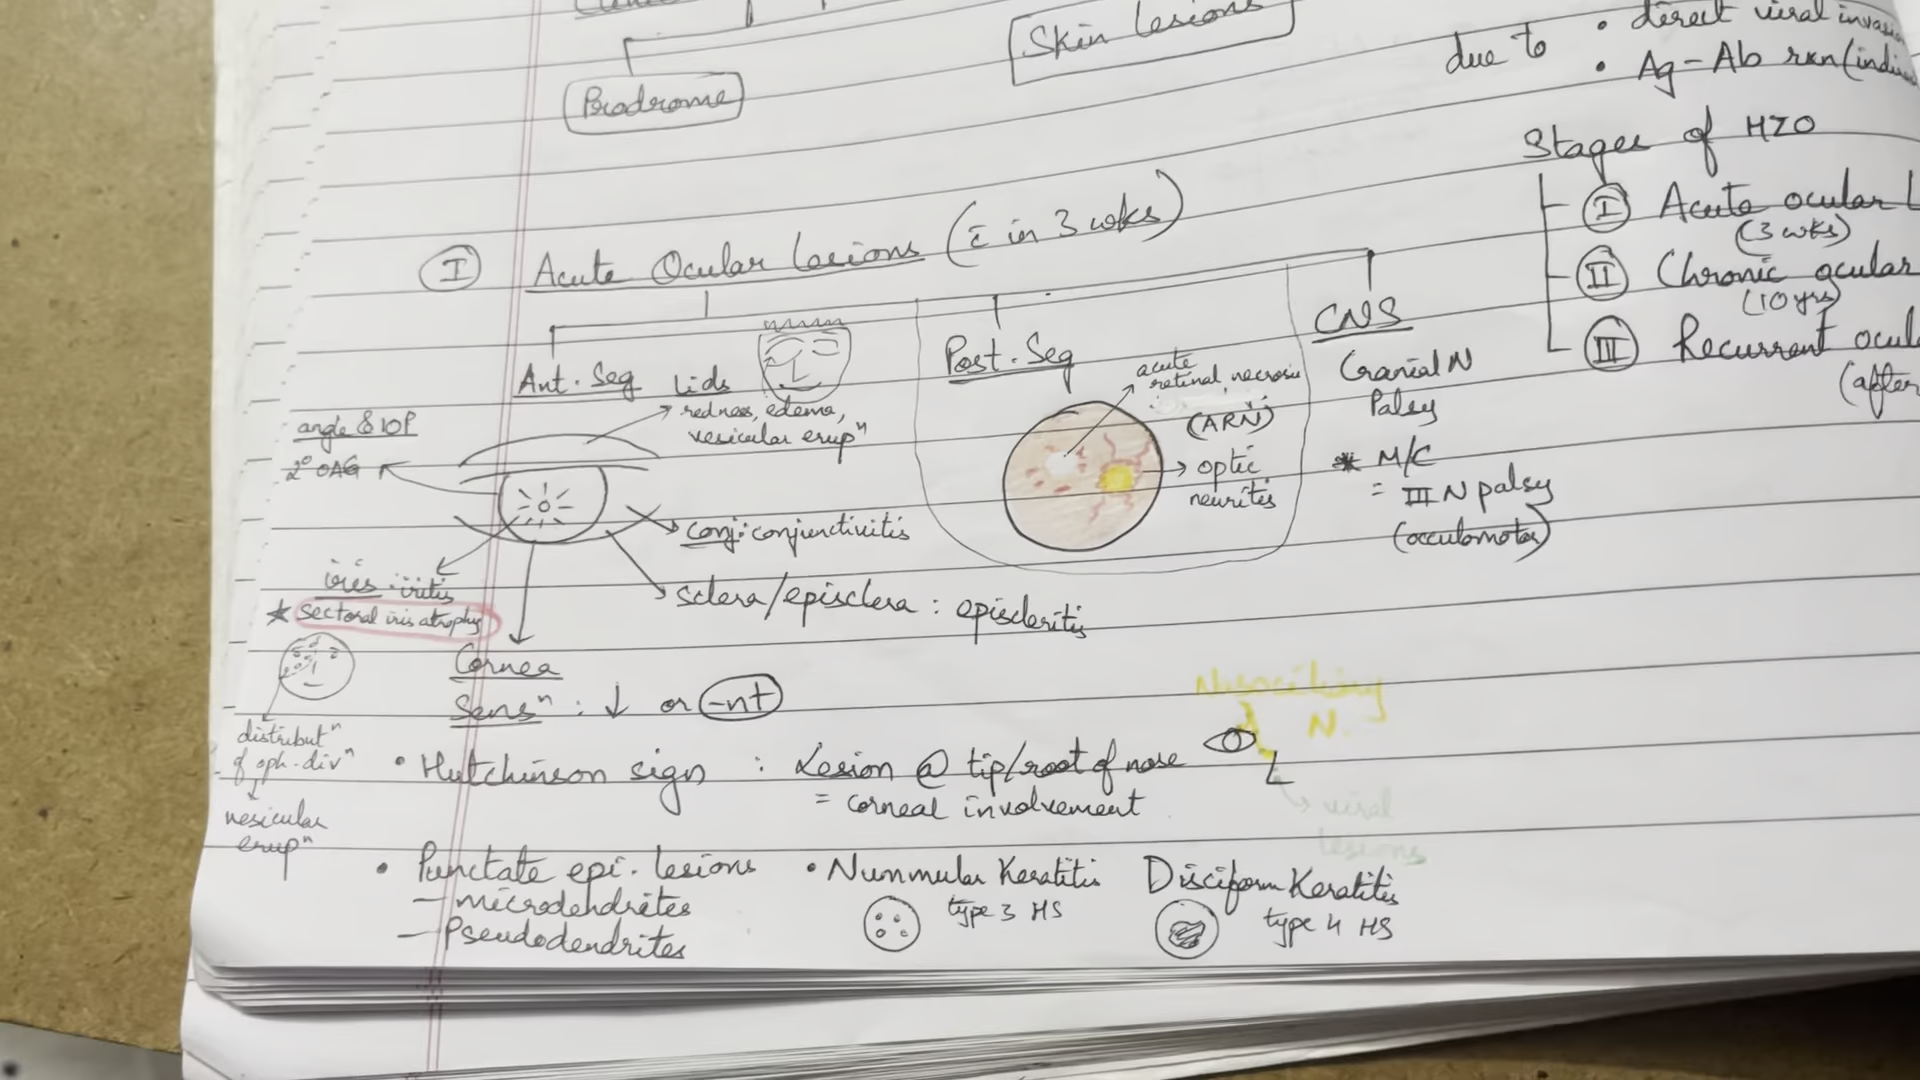 Prodrome
Skin lesions
due to
• direct viral
• Ag-Ab rxn
Stages of HZO
I Acute ocular
(3 wks)
II Chronic ocular
(10 yrs)
III Recurrent
(after
I Acute Ocular Lesions (c̄ in 3 wks)
Ant. Seg
Lids
redness, edema,
vesicular erupⁿ
angle & IOP
2° OAG
conj: conjunctivitis
sclera/episclera : episcleritis
iris : iritis
★ sectoral iris atrophy
distributⁿ
of oph. divⁿ
vesicular
erupⁿ
Post. Seg
acute
retinal necrosis
(ARN)
optic
neuritis
CNS
Cranial N
Palsy
* M/C
= III N palsy
(occulomotor)
Cornea
Sensⁿ : ↓ or -nt
• Hutchinson sign : Lesion @ tip/root of nose
= corneal involvement
N
viral
lesions
• Punctate epi. lesions
– microdendrites
– Pseudodendrites
• Nummular Keratitis
type 3 HS
Disciform Keratitis
type 4 HS